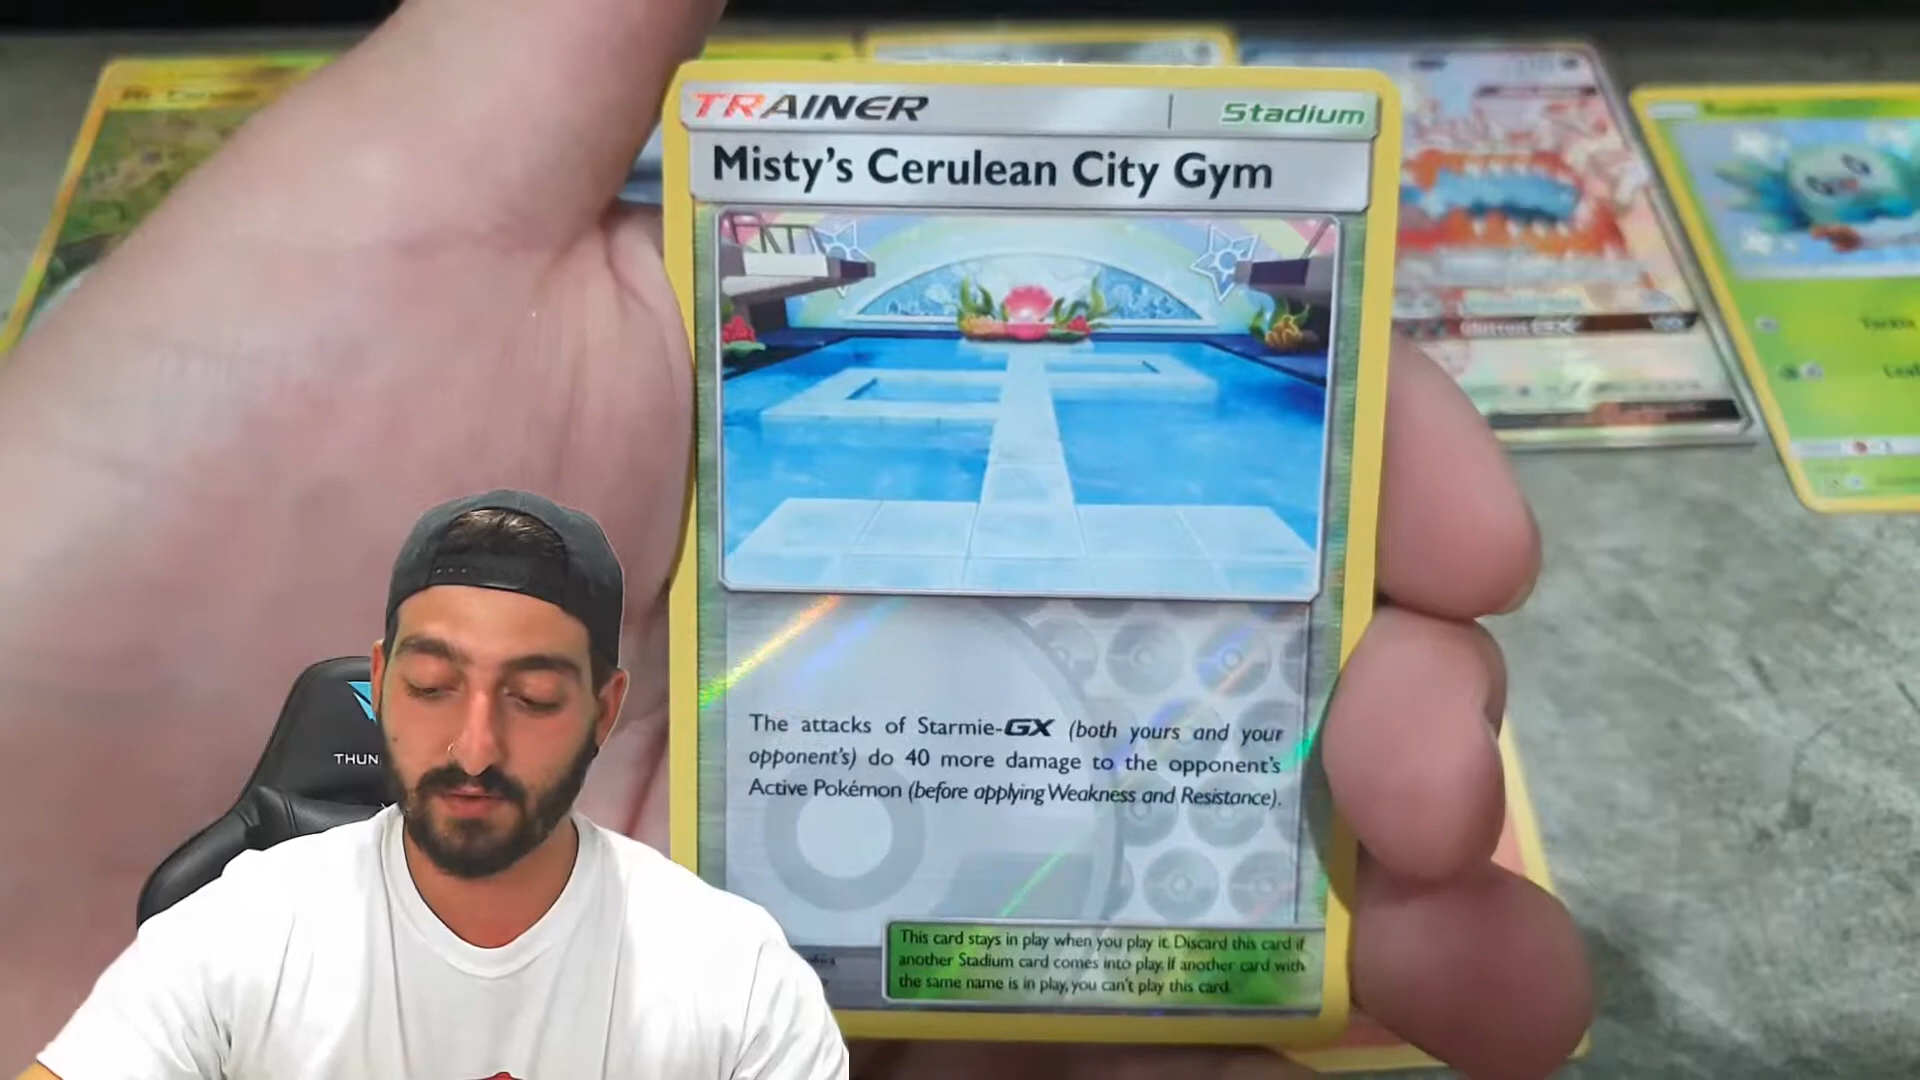 TRAINER
Stadium
Misty's Cerulean City Gym
The attacks of Starmie-GX (both yours and your
opponent's) do 40 more damage to the opponent's
Active Pokémon (before applying Weakness and Resistance).
This card stays in play when you play it. Discard this card if
another Stadium card comes into play. If another card with
the same name is in play, you can't play this card.
THUN